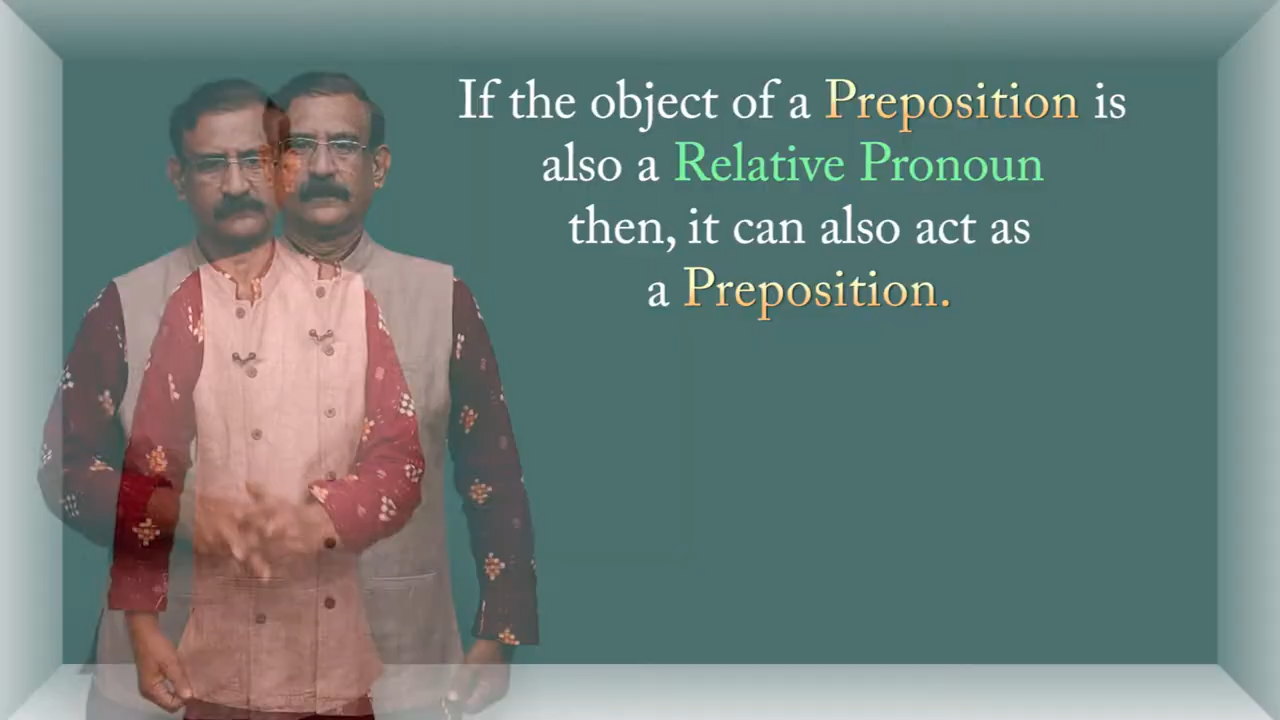 If the object of a Preposition is
also a Relative Pronoun
then, it can also act as
a Preposition.